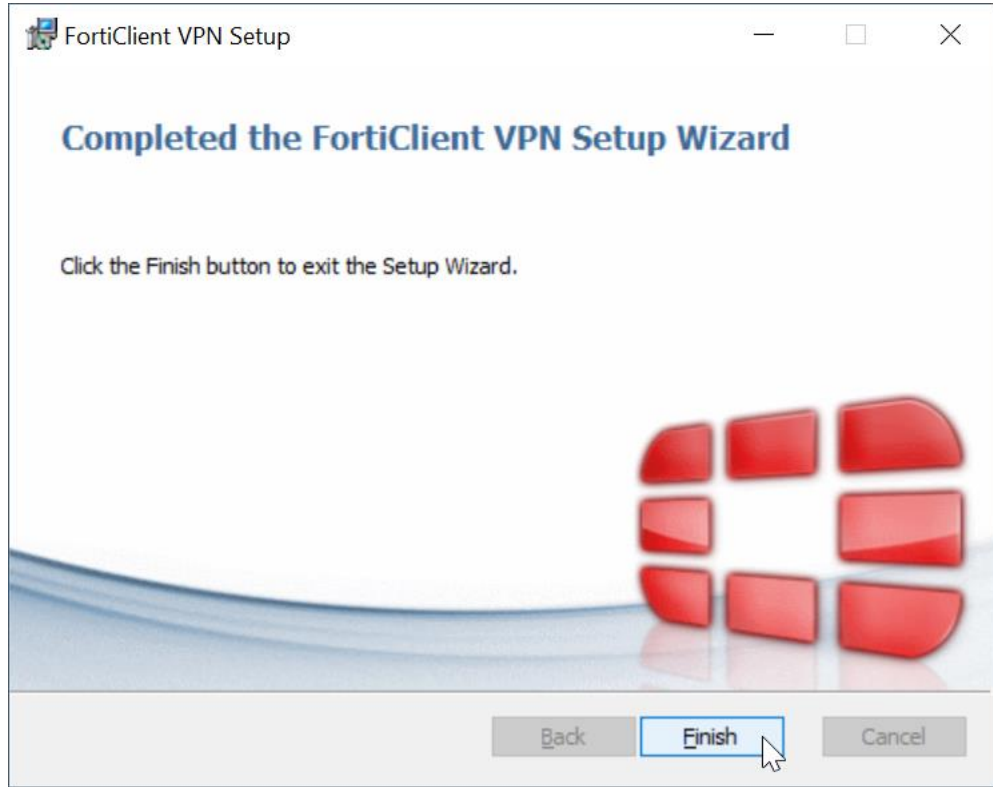 FortiClient VPN Setup
Completed the FortiClient VPN Setup Wizard
Click the Finish button to exit the Setup Wizard.
Back Finish Cancel